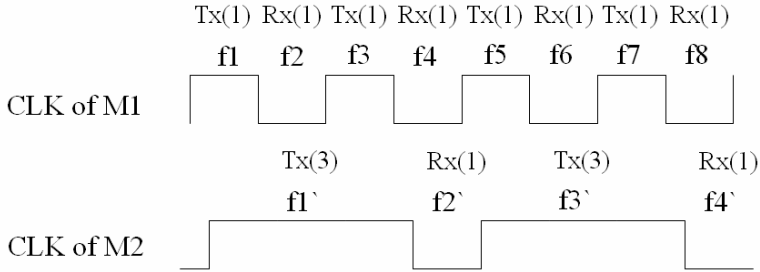 Tx(1) Rx(1) Tx(1) Rx(1) Tx(1) Rx(1) Tx(1) Rx(1)
f1 f2 f3 f4 f5 f6 f7 f8
CLK of M1
Tx(3) Rx(1) Tx(3) Rx(1)
f1` f2` f3` f4`
CLK of M2